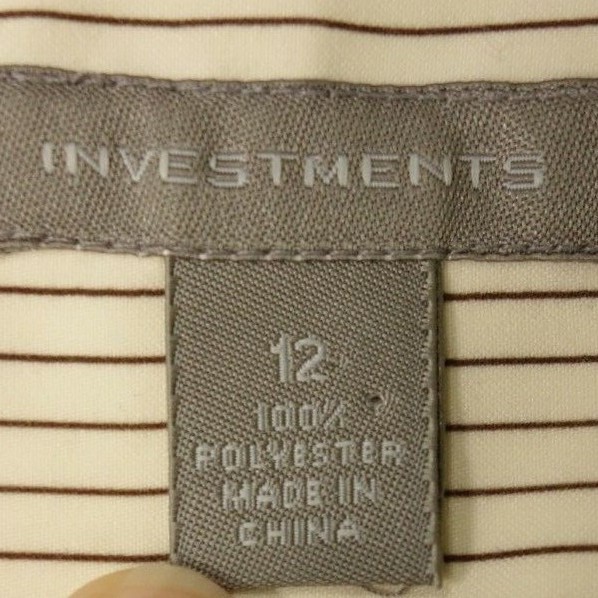 INVESTMENTS
12
100%
POLYESTER
MADE IN
CHINA